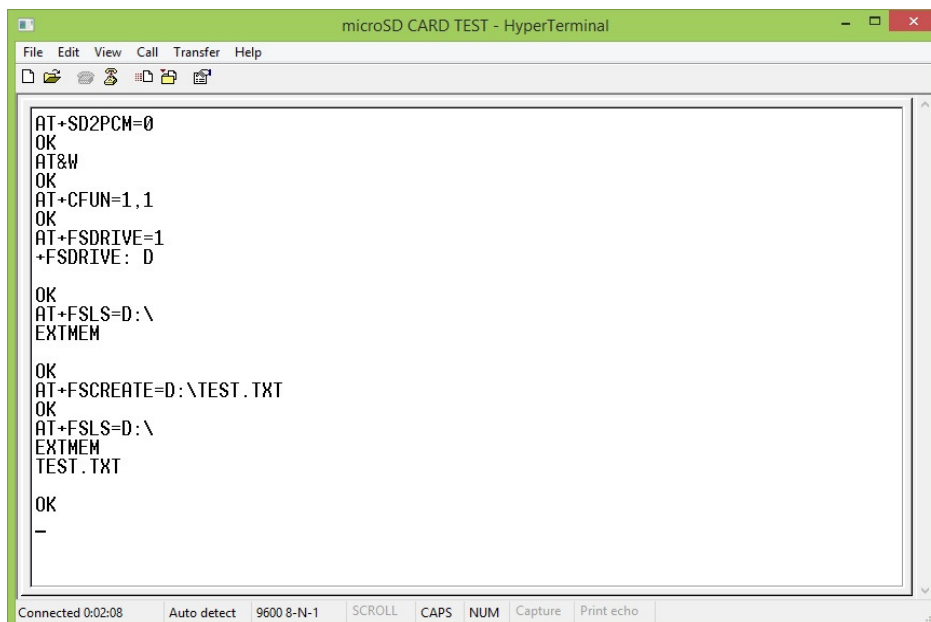 microSD CARD TEST - HyperTerminal
File Edit View Call Transfer Help
AT+SD2PCM=0
OK
AT&W
OK
AT+CFUN=1,1
OK
AT+FSDRIVE=1
+FSDRIVE: D
OK
AT+FSLS=D:\
EXTMEM
OK
AT+FSCREATE=D:\TEST.TXT
OK
AT+FSLS=D:\
EXTMEM
TEST.TXT
OK
Connected 0:02:08 Auto detect 9600 8-N-1 SCROLL CAPS NUM Capture Print echo